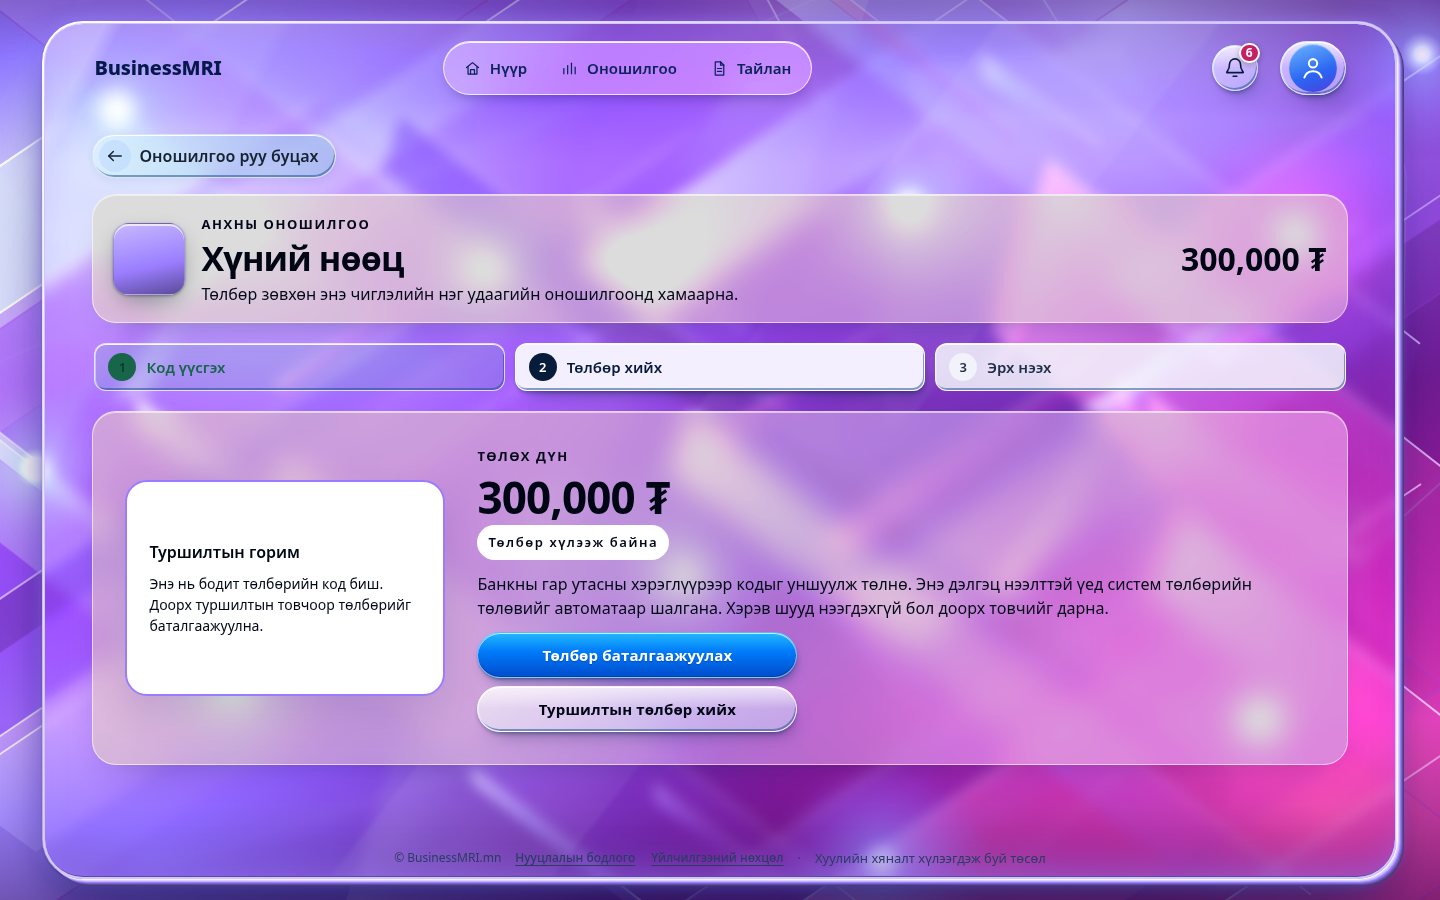 BusinessMRI
Нүүр
Оношилгоо
Тайлан
6
Оношилгоо руу буцах
АНХНЫ ОНОШИЛГОО
Хүний нөөц
300,000 ₮
Төлбөр зөвхөн энэ чиглэлийн нэг удаагийн оношилгоонд хамаарна.
1 Код үүсгэх
2 Төлбөр хийх
3 Эрх нээх
Туршилтын горим
Энэ нь бодит төлбөрийн код биш.
Доорх туршилтын товчоор төлбөрийг
баталгаажуулна.
ТӨЛӨХ ДҮН
300,000 ₮
Төлбөр хүлээж байна
Банкны гар утасны хэрэглүүрээр кодыг уншуулж төлнө. Энэ дэлгэц нээлттэй үед систем төлбөрийн
төлөвийг автоматаар шалгана. Хэрэв шууд нээгдэхгүй бол доорх товчийг дарна.
Төлбөр баталгаажуулах
Туршилтын төлбөр хийх
© BusinessMRI.mn Нууцлалын бодлого Үйлчилгээний нөхцөл · Хуулийн хяналт хүлээгдэж буй төсөл